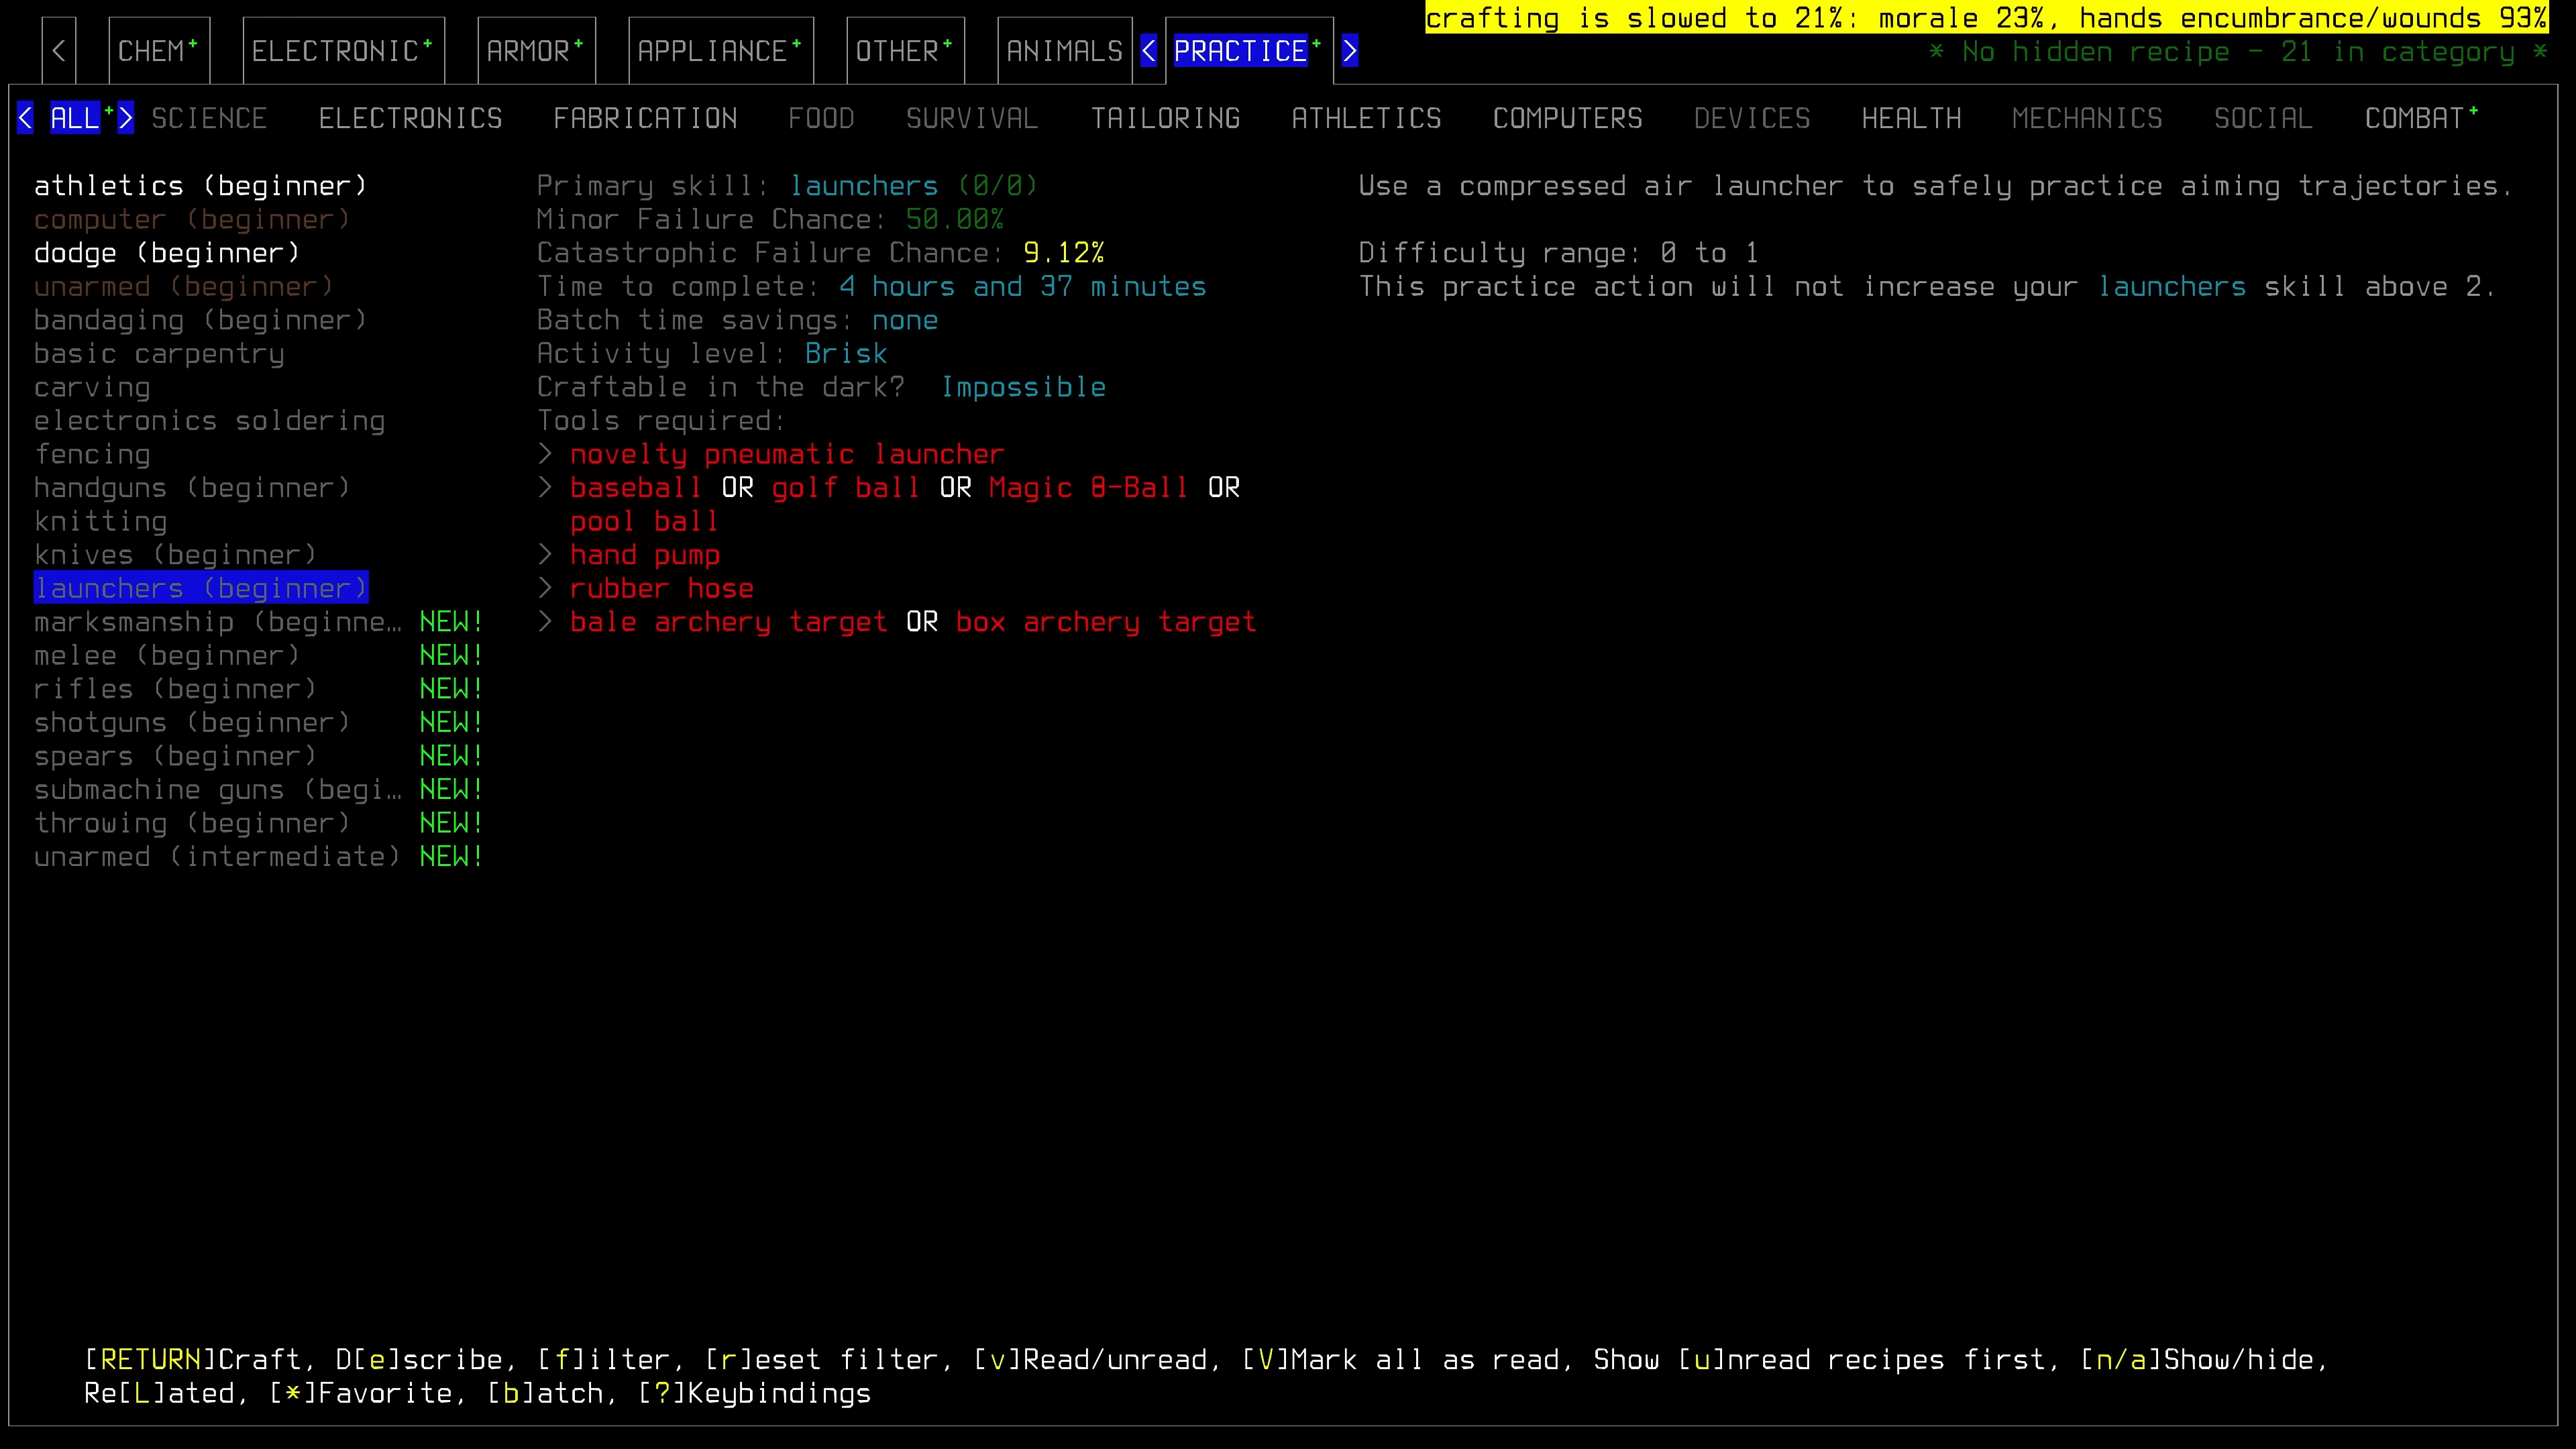 crafting is slowed to 21%: morale 23%, hands encumbrance/wounds 93%
< CHEM+ ELECTRONIC+ ARMOR+ APPLIANCE+ OTHER+ ANIMALS < PRACTICE+ >
* No hidden recipe - 21 in category *
< ALL+ > SCIENCE ELECTRONICS FABRICATION FOOD SURVIVAL TAILORING ATHLETICS COMPUTERS DEVICES HEALTH MECHANICS SOCIAL COMBAT+
athletics (beginner)
computer (beginner)
dodge (beginner)
unarmed (beginner)
bandaging (beginner)
basic carpentry
carving
electronics soldering
fencing
handguns (beginner)
knitting
knives (beginner)
launchers (beginner)
marksmanship (beginne… NEW!
melee (beginner) NEW!
rifles (beginner) NEW!
shotguns (beginner) NEW!
spears (beginner) NEW!
submachine guns (begi… NEW!
throwing (beginner) NEW!
unarmed (intermediate) NEW!
Primary skill: launchers (0/0)
Minor Failure Chance: 50.00%
Catastrophic Failure Chance: 9.12%
Time to complete: 4 hours and 37 minutes
Batch time savings: none
Activity level: Brisk
Craftable in the dark? Impossible
Tools required:
> novelty pneumatic launcher
> baseball OR golf ball OR Magic 8-Ball OR
pool ball
> hand pump
> rubber hose
> bale archery target OR box archery target
Use a compressed air launcher to safely practice aiming trajectories.
Difficulty range: 0 to 1
This practice action will not increase your launchers skill above 2.
[RETURN]Craft, D[e]scribe, [f]ilter, [r]eset filter, [v]Read/unread, [V]Mark all as read, Show [u]nread recipes first, [n/a]Show/hide,
Re[L]ated, [*]Favorite, [b]atch, [?]Keybindings